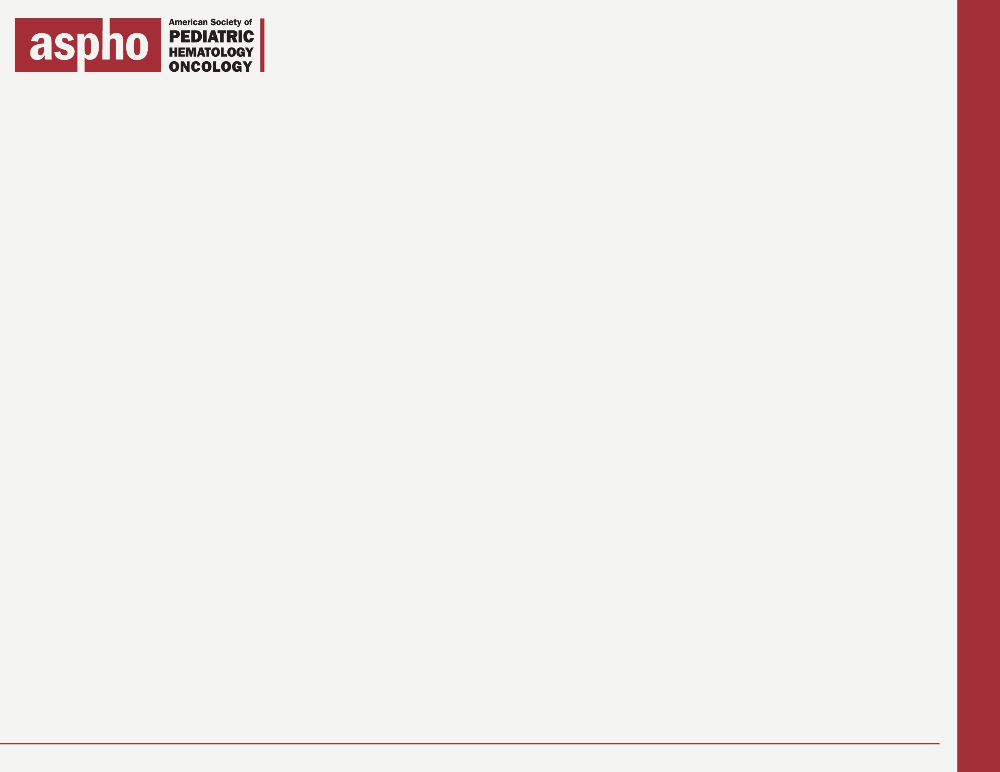 aspho
American Society of
PEDIATRIC
HEMATOLOGY
ONCOLOGY